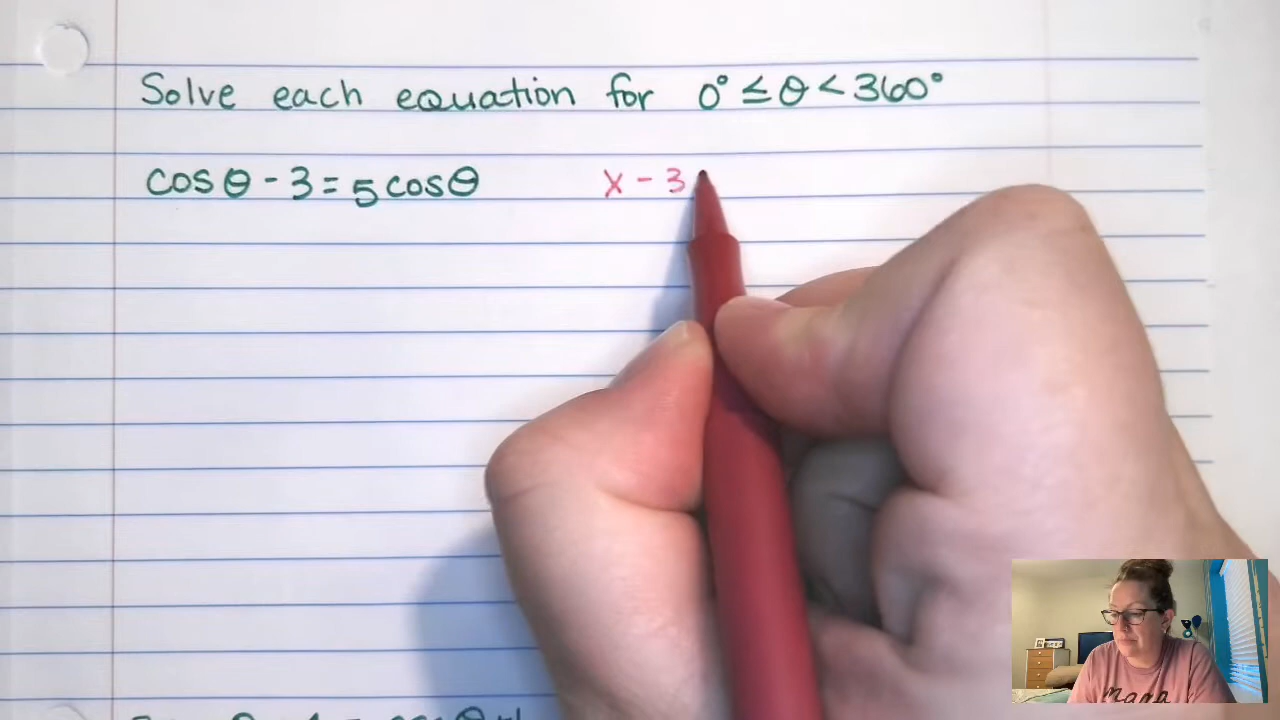 Solve each equation for 0° ≤ θ < 360°
cos θ - 3 = 5 cos θ x - 3